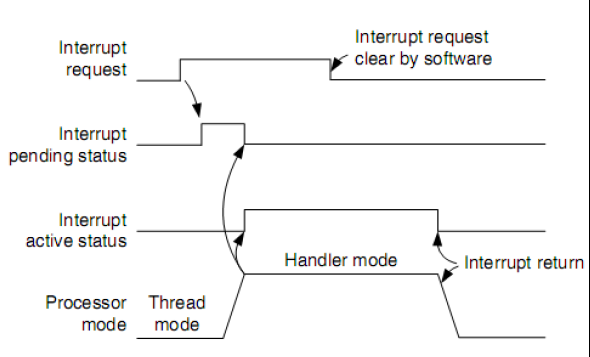 Interrupt
request
Interrupt request
clear by software
Interrupt
pending status
Interrupt
active status
Handler mode
Interrupt return
Processor
mode
Thread
mode